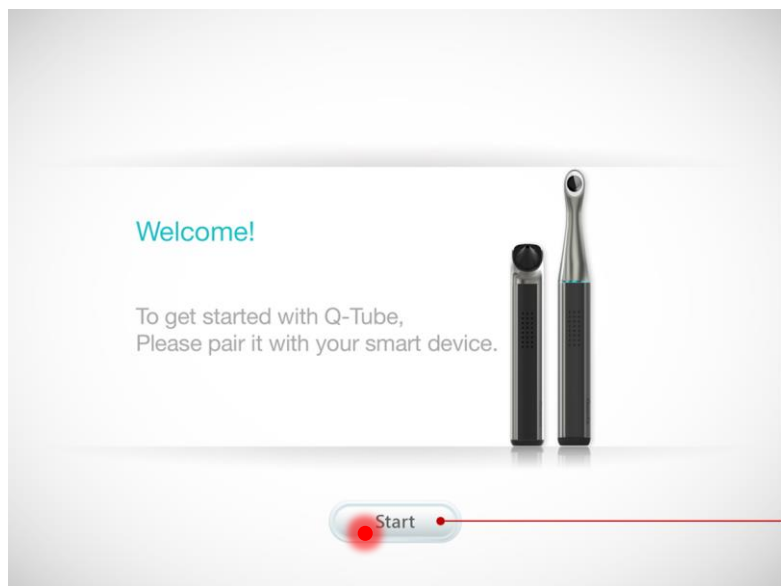 Welcome!
To get started with Q-Tube,
Please pair it with your smart device.
Start